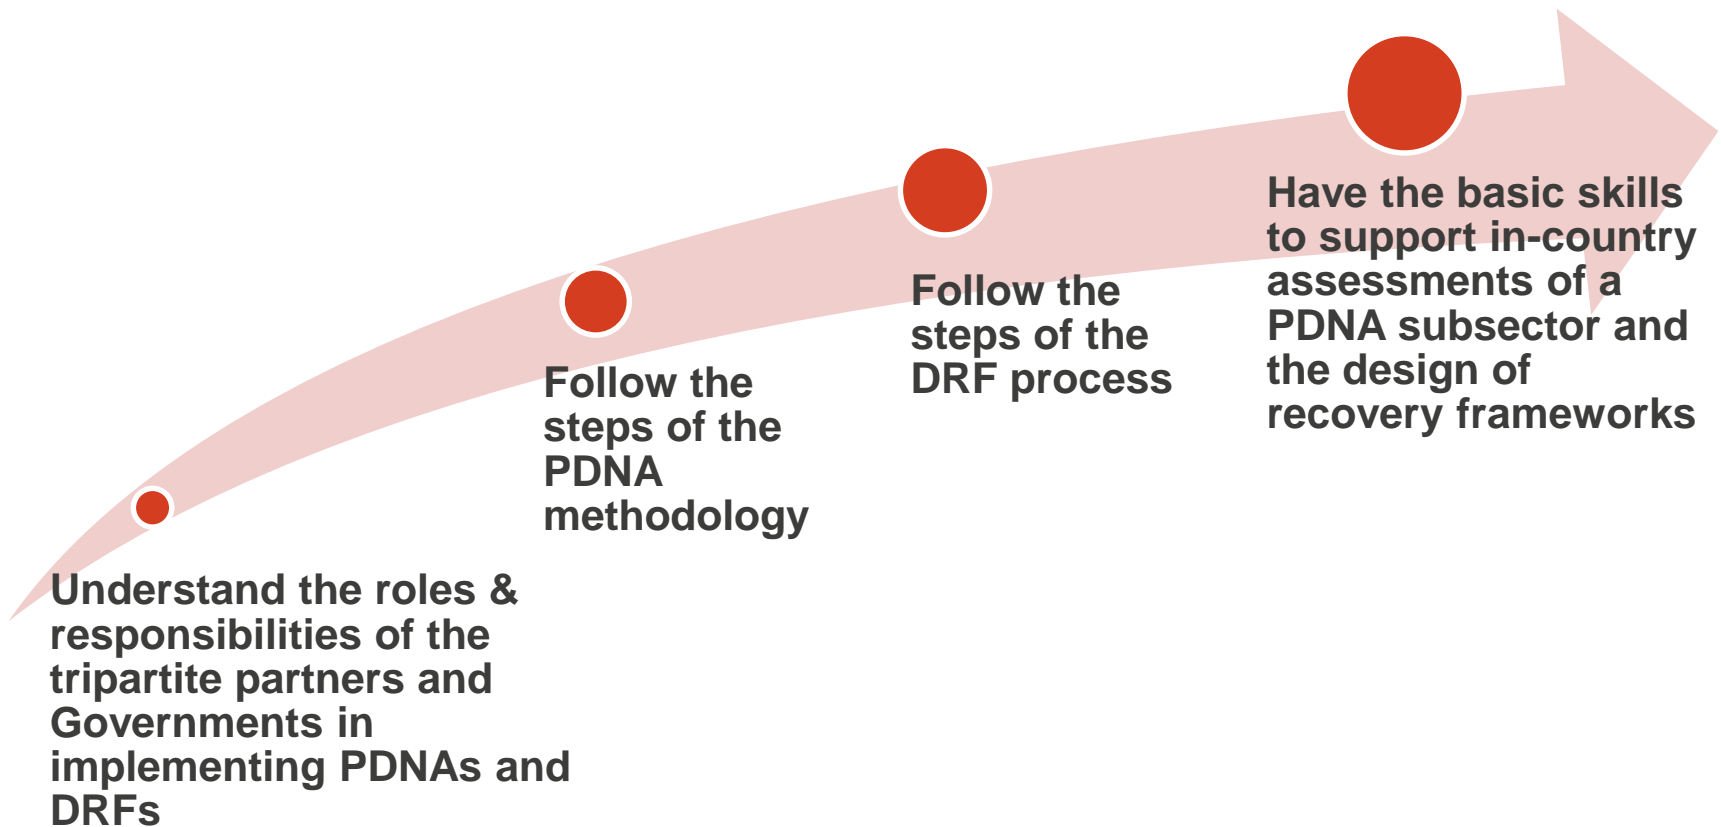 Understand the roles &
responsibilities of the
tripartite partners and
Governments in
implementing PDNAs and
DRFs
Follow the
steps of the
PDNA
methodology
Follow the
steps of the
DRF process
Have the basic skills
to support in-country
assessments of a
PDNA subsector and
the design of
recovery frameworks